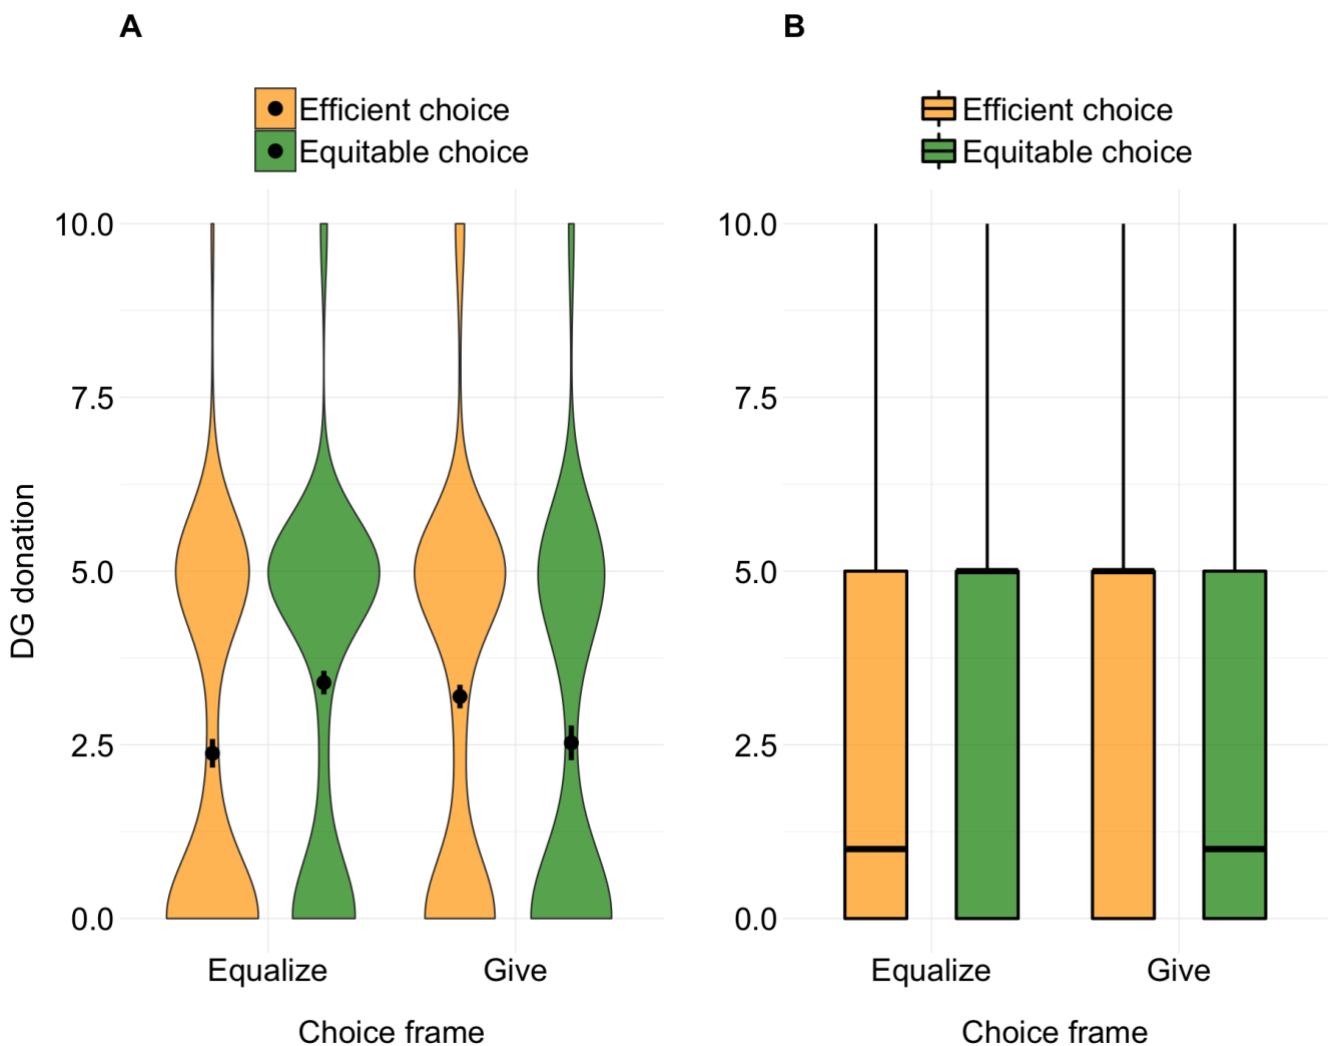 A
Efficient choice
Equitable choice
10.0
7.5
5.0
2.5
0.0
DG donation
Equalize
Give
Choice frame
B
Efficient choice
Equitable choice
10.0
7.5
5.0
2.5
0.0
Equalize
Give
Choice frame